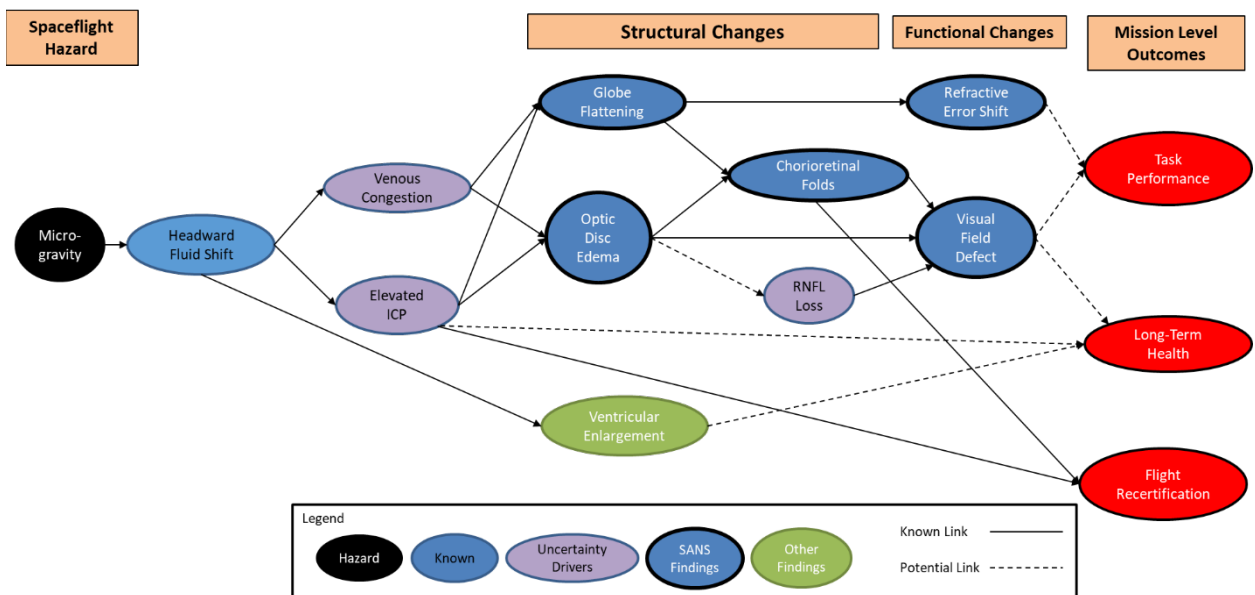 Spaceflight
Hazard
Structural Changes
Functional Changes
Mission Level
Outcomes
Globe
Flattening
Refractive
Error Shift
Task
Performance
Venous
Congestion
Chorioretinal
Folds
Micro-
gravity
Headward
Fluid Shift
Optic
Disc
Edema
Visual
Field
Defect
Elevated
ICP
RNFL
Loss
Long-Term
Health
Ventricular
Enlargement
Flight
Recertification
Legend
Hazard
Known
Uncertainty
Drivers
SANS
Findings
Other
Findings
Known Link
Potential Link